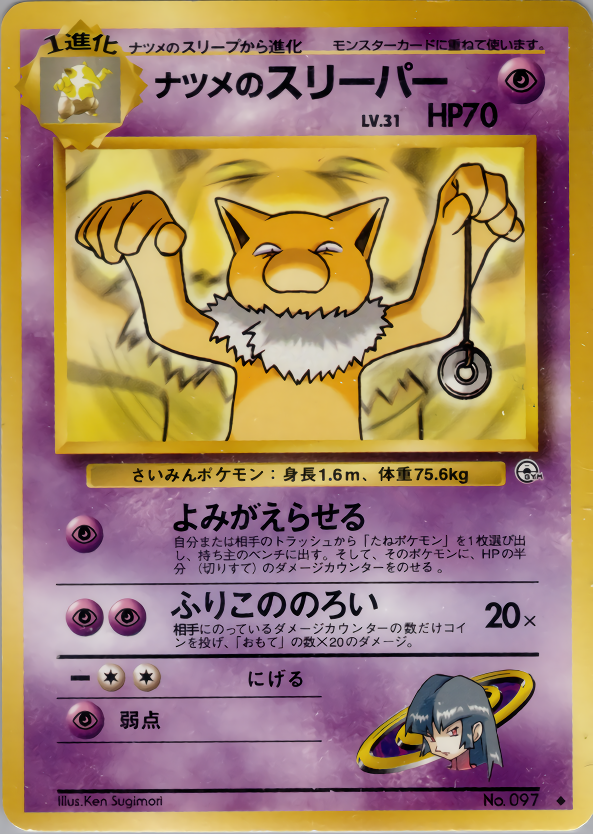 1進化
ナツメのスリープから進化
モンスターカードに重ねて使います。
ナツメのスリーパー
LV.31 HP70
さいみんポケモン：身長1.6m、体重75.6kg
GYM
よみがえらせる
自分または相手のトラッシュから「たねポケモン」を1枚選び出
し、持ち主のベンチに出す。そして、そのポケモンに、HPの半
分（切りすて）のダメージカウンターをのせる。
ふりこののろい 20×
相手にのっているダメージカウンターの数だけコイ
ンを投げ、「おもて」の数×20のダメージ。
ー にげる
弱点
Illus.Ken Sugimori No. 097